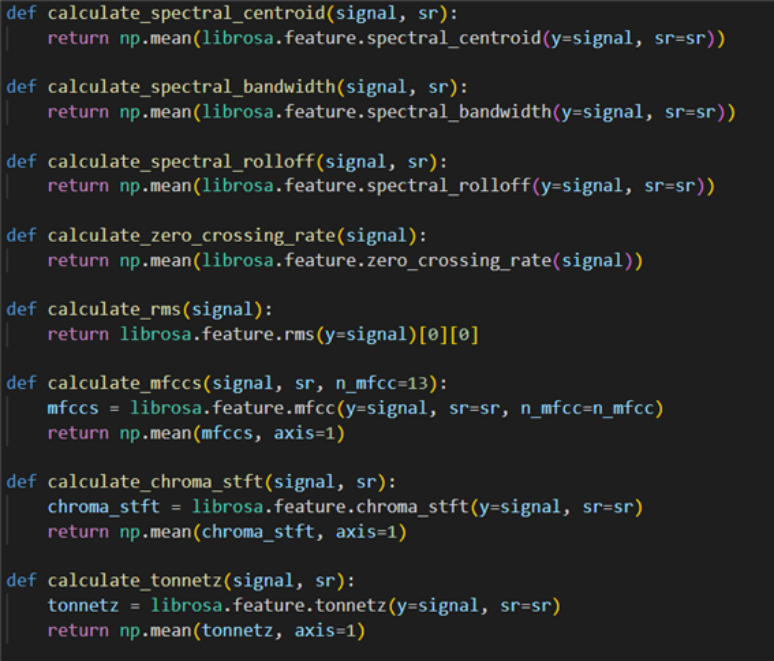 def calculate_spectral_centroid(signal, sr):
    return np.mean(librosa.feature.spectral_centroid(y=signal, sr=sr))

def calculate_spectral_bandwidth(signal, sr):
    return np.mean(librosa.feature.spectral_bandwidth(y=signal, sr=sr))

def calculate_spectral_rolloff(signal, sr):
    return np.mean(librosa.feature.spectral_rolloff(y=signal, sr=sr))

def calculate_zero_crossing_rate(signal):
    return np.mean(librosa.feature.zero_crossing_rate(signal))

def calculate_rms(signal):
    return librosa.feature.rms(y=signal)[0][0]

def calculate_mfccs(signal, sr, n_mfcc=13):
    mfccs = librosa.feature.mfcc(y=signal, sr=sr, n_mfcc=n_mfcc)
    return np.mean(mfccs, axis=1)

def calculate_chroma_stft(signal, sr):
    chroma_stft = librosa.feature.chroma_stft(y=signal, sr=sr)
    return np.mean(chroma_stft, axis=1)

def calculate_tonnetz(signal, sr):
    tonnetz = librosa.feature.tonnetz(y=signal, sr=sr)
    return np.mean(tonnetz, axis=1)